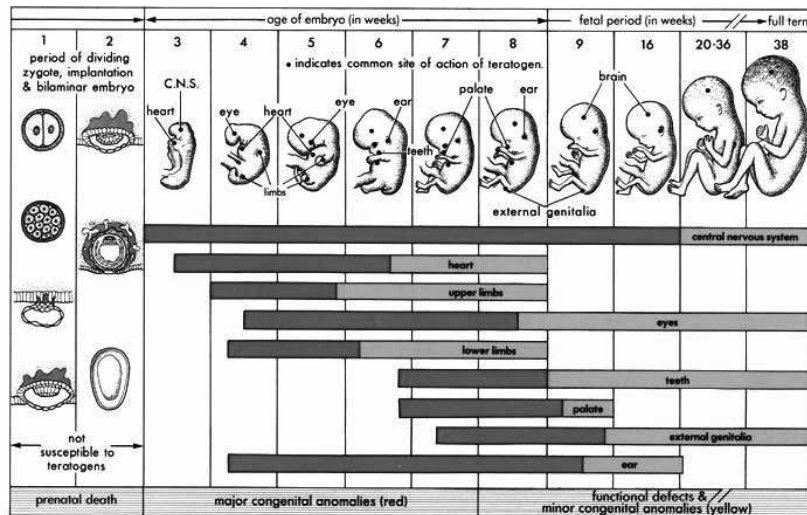 age of embryo (in weeks)
fetal period (in weeks)
full term
1
2
3
4
5
6
7
8
9
16
20-36
38
period of dividing
zygote, implantation
& bilaminar embryo
• indicates common site of action of teratogen.
C.N.S.
heart
eye
heart
limbs
eye
ear
teeth
palate
ear
external genitalia
brain
central nervous system
heart
upper limbs
eyes
lower limbs
teeth
palate
external genitalia
ear
not
susceptible to
teratogens
prenatal death
major congenital anomalies (red)
functional defects &
minor congenital anomalies (yellow)